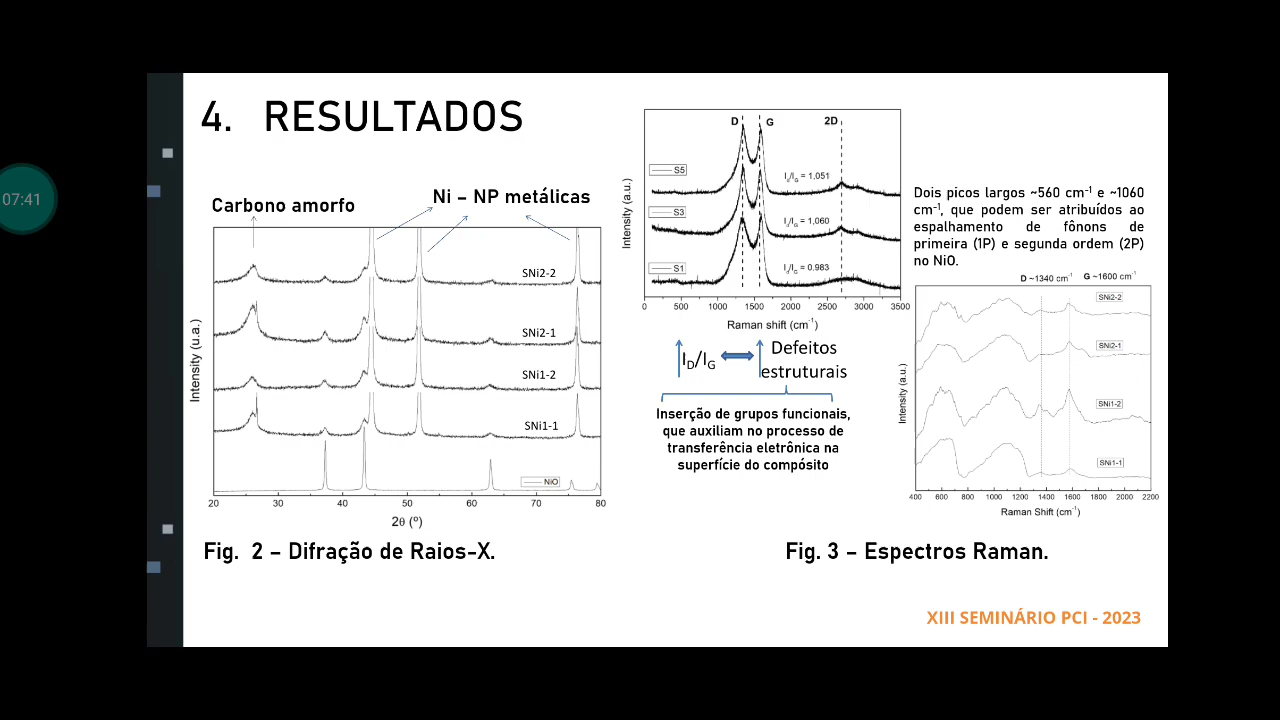 07:41
4. RESULTADOS
Carbono amorfo
Ni – NP metálicas
Intensity (u.a.)
SNi2-2
SNi2-1
SNi1-2
SNi1-1
NiO
20 30 40 50 60 70 80
2θ (º)
Fig. 2 – Difração de Raios-X.
D G 2D
Intensity (a.u.)
S5
I_d/I_G = 1,051
S3
I_d/I_G = 1,060
S1
I_d/I_G = 0,983
0 500 1000 1500 2000 2500 3000 3500
Raman shift (cm⁻¹)
I_D/I_G
Defeitos
estruturais
Inserção de grupos funcionais,
que auxiliam no processo de
transferência eletrônica na
superfície do compósito
Dois picos largos ~560 cm⁻¹ e ~1060
cm⁻¹, que podem ser atribuídos ao
espalhamento de fônons de
primeira (1P) e segunda ordem (2P)
no NiO.
D ~1340 cm⁻¹ G ~1600 cm⁻¹
Intensity (a.u.)
SNi2-2
SNi2-1
SNi1-2
SNi1-1
400 600 800 1000 1200 1400 1600 1800 2000 2200
Raman Shift (cm⁻¹)
Fig. 3 – Espectros Raman.
XIII SEMINÁRIO PCI - 2023